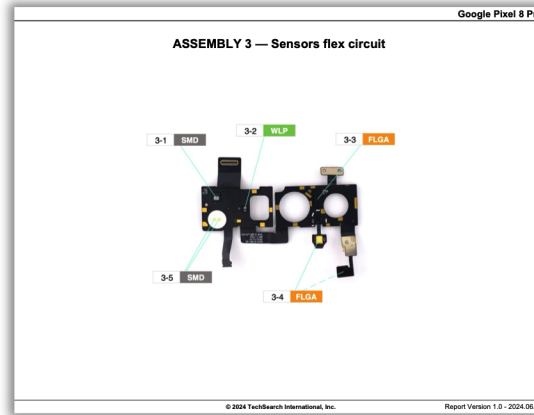 Google Pixel 8 P
ASSEMBLY 3 — Sensors flex circuit
3-1 SMD
3-2 WLP
3-3 FLGA
3-5 SMD
3-4 FLGA
© 2024 TechSearch International, Inc.
Report Version 1.0 - 2024.06.